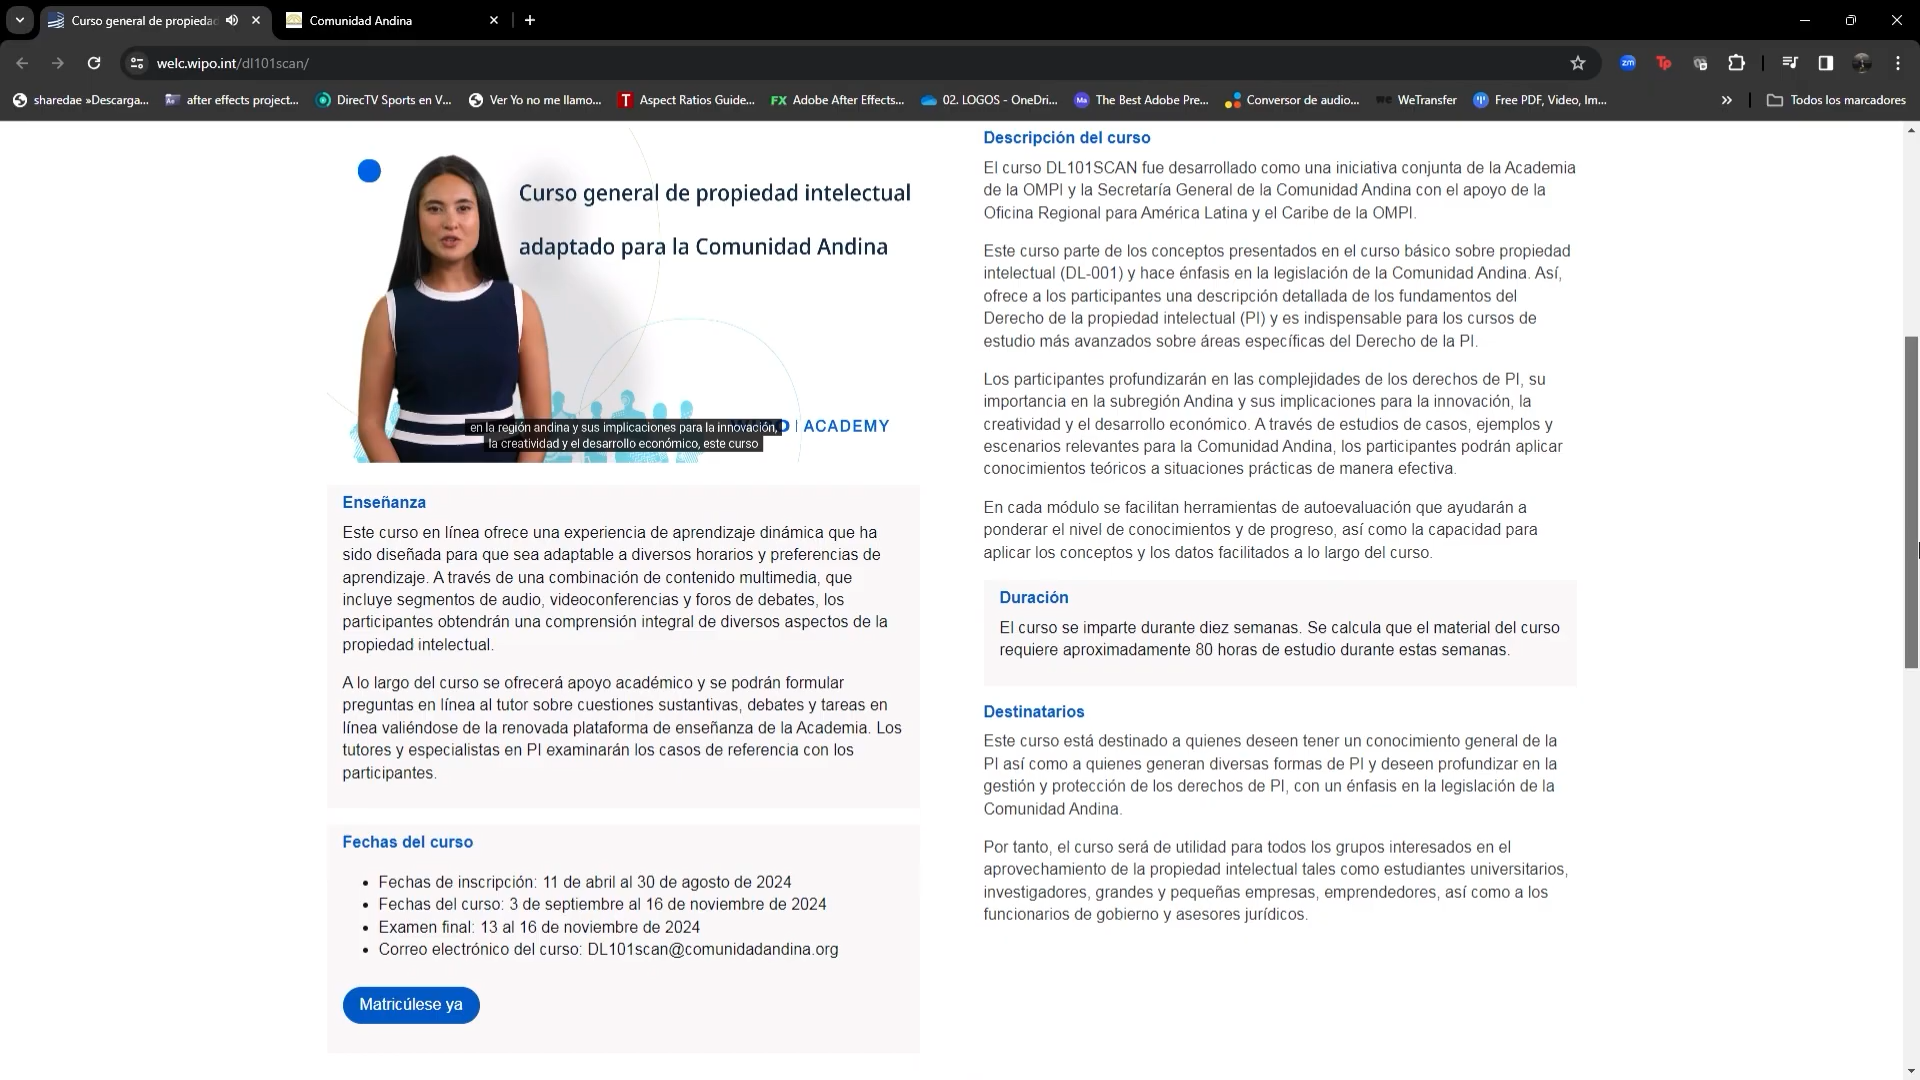 Curso general de propiedad
Comunidad Andina
welc.wipo.int/dl101scan/
sharedae »Descarga...
after effects project...
DirecTV Sports en V...
Ver Yo no me llamo...
T
Aspect Ratios Guide...
FX
Adobe After Effects...
02. LOGOS - OneDri...
The Best Adobe Pre...
Conversor de audio...
WeTransfer
Free PDF, Video, Im...
»
Todos los marcadores
Curso general de propiedad intelectual
adaptado para la Comunidad Andina
ACADEMY
en la región andina y sus implicaciones para la innovación,
la creatividad y el desarrollo económico, este curso
Enseñanza
Este curso en línea ofrece una experiencia de aprendizaje dinámica que ha
sido diseñada para que sea adaptable a diversos horarios y preferencias de
aprendizaje. A través de una combinación de contenido multimedia, que
incluye segmentos de audio, videoconferencias y foros de debates, los
participantes obtendrán una comprensión integral de diversos aspectos de la
propiedad intelectual.
A lo largo del curso se ofrecerá apoyo académico y se podrán formular
preguntas en línea al tutor sobre cuestiones sustantivas, debates y tareas en
línea valiéndose de la renovada plataforma de enseñanza de la Academia. Los
tutores y especialistas en PI examinarán los casos de referencia con los
participantes.
Fechas del curso
• Fechas de inscripción: 11 de abril al 30 de agosto de 2024
• Fechas del curso: 3 de septiembre al 16 de noviembre de 2024
• Examen final: 13 al 16 de noviembre de 2024
• Correo electrónico del curso: DL101scan@comunidadandina.org
Matricúlese ya
Descripción del curso
El curso DL101SCAN fue desarrollado como una iniciativa conjunta de la Academia
de la OMPI y la Secretaría General de la Comunidad Andina con el apoyo de la
Oficina Regional para América Latina y el Caribe de la OMPI.
Este curso parte de los conceptos presentados en el curso básico sobre propiedad
intelectual (DL-001) y hace énfasis en la legislación de la Comunidad Andina. Así,
ofrece a los participantes una descripción detallada de los fundamentos del
Derecho de la propiedad intelectual (PI) y es indispensable para los cursos de
estudio más avanzados sobre áreas específicas del Derecho de la PI.
Los participantes profundizarán en las complejidades de los derechos de PI, su
importancia en la subregión Andina y sus implicaciones para la innovación, la
creatividad y el desarrollo económico. A través de estudios de casos, ejemplos y
escenarios relevantes para la Comunidad Andina, los participantes podrán aplicar
conocimientos teóricos a situaciones prácticas de manera efectiva.
En cada módulo se facilitan herramientas de autoevaluación que ayudarán a
ponderar el nivel de conocimientos y de progreso, así como la capacidad para
aplicar los conceptos y los datos facilitados a lo largo del curso.
Duración
El curso se imparte durante diez semanas. Se calcula que el material del curso
requiere aproximadamente 80 horas de estudio durante estas semanas.
Destinatarios
Este curso está destinado a quienes deseen tener un conocimiento general de la
PI así como a quienes generan diversas formas de PI y deseen profundizar en la
gestión y protección de los derechos de PI, con un énfasis en la legislación de la
Comunidad Andina.
Por tanto, el curso será de utilidad para todos los grupos interesados en el
aprovechamiento de la propiedad intelectual tales como estudiantes universitarios,
investigadores, grandes y pequeñas empresas, emprendedores, así como a los
funcionarios de gobierno y asesores jurídicos.